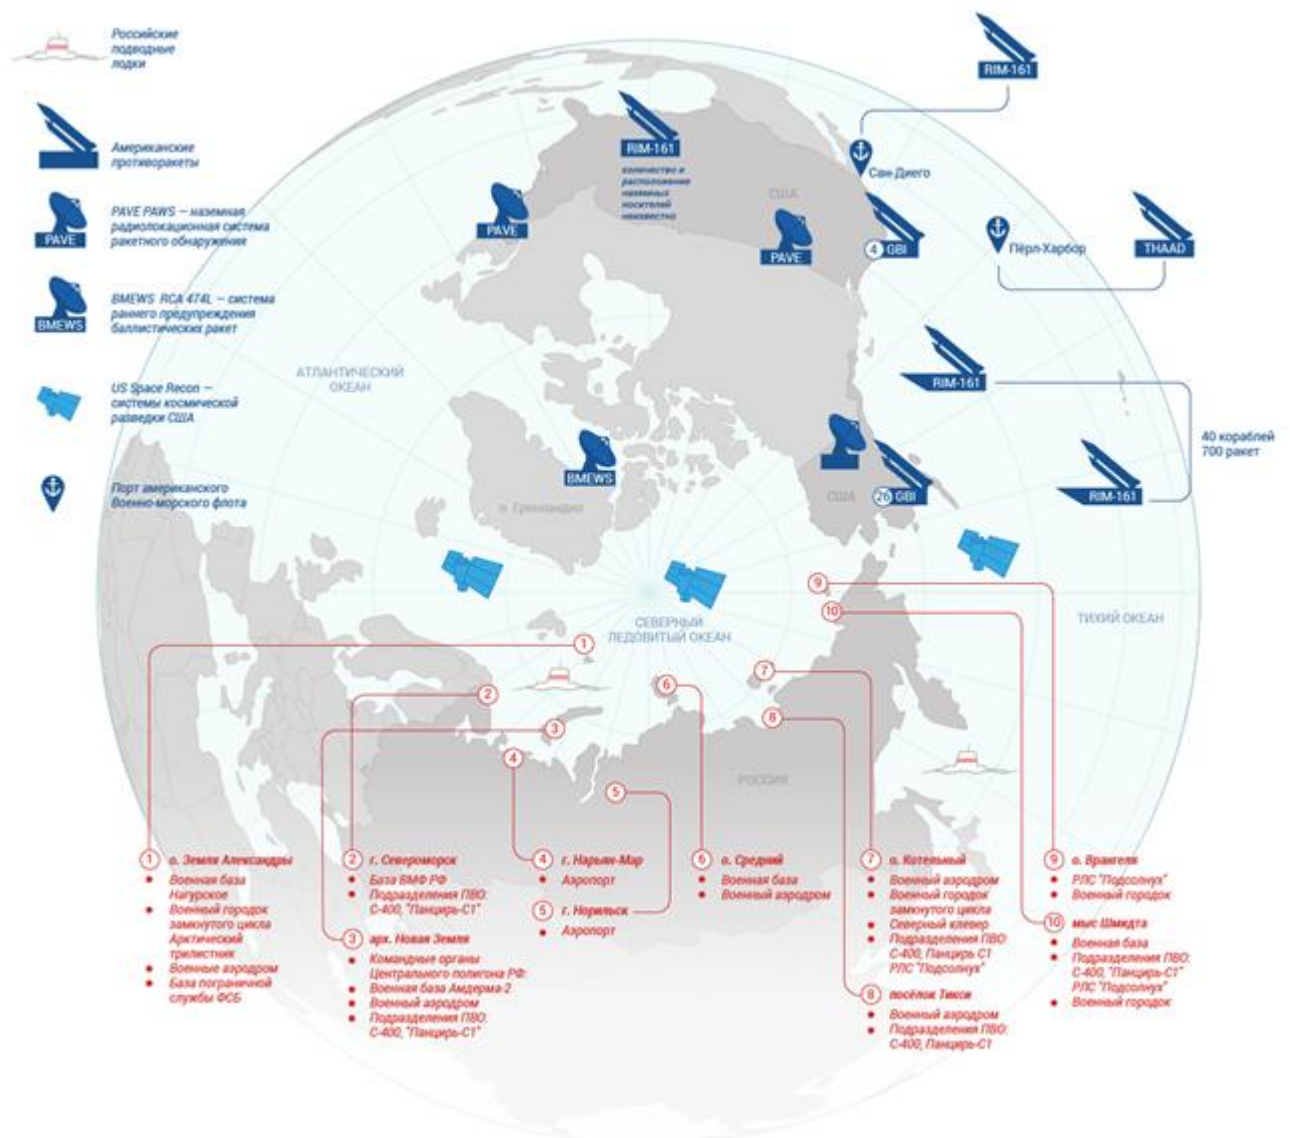 Российские
подводные
лодки
Американские
противоракеты
PAVE
PAVE PAWS — наземная
радиолокационная система
ракетного обнаружения
BMEWS
BMEWS RCA 474L — система
раннего предупреждения
баллистических ракет
US Space Recon —
системы космической
разведки США
Порт американского
Военно-морского флота
RIM-161
RIM-161
количество и
расположение
наземных
носителей
неизвестно
США
Сан-Диего
PAVE
PAVE
4 GBI
Пёрл-Харбор
THAAD
RIM-161
40 кораблей
700 ракет
RIM-161
АТЛАНТИЧЕСКИЙ
ОКЕАН
BMEWS
о. Гренландия
США
26 GBI
СЕВЕРНЫЙ
ЛЕДОВИТЫЙ ОКЕАН
ТИХИЙ ОКЕАН
РОССИЯ
1
2
3
4
5
6
7
8
9
10
1 о. Земля Александры
Военная база
Нагурское
Военный городок
замкнутого цикла
Арктический
трилистник
Военные аэродром
База пограничной
службы ФСБ
2 г. Североморск
База ВМФ РФ
Подразделения ПВО:
С-400, "Панцирь-С1"
3 арх. Новая Земля
Командные органы
Центрального полигона РФ:
Военная база Амдерма-2
Военный аэродром
Подразделения ПВО:
С-400, "Панцирь-С1"
4 г. Нарьян-Мар
Аэропорт
5 г. Норильск
Аэропорт
6 о. Средний
Военная база
Военный аэродром
7 о. Котельный
Военный аэродром
Военный городок
замкнутого цикла
Северный клевер
Подразделения ПВО:
С-400, Панцирь С1
РЛС "Подсолнух"
8 посёлок Тикси
Военный аэродром
Подразделения ПВО:
С-400, Панцирь-С1
9 о. Врангеля
РЛС "Подсолнух"
Военный городок
10 мыс Шмидта
Военная база
Подразделения ПВО:
С-400, "Панцирь-С1"
РЛС "Подсолнух"
Военный городок